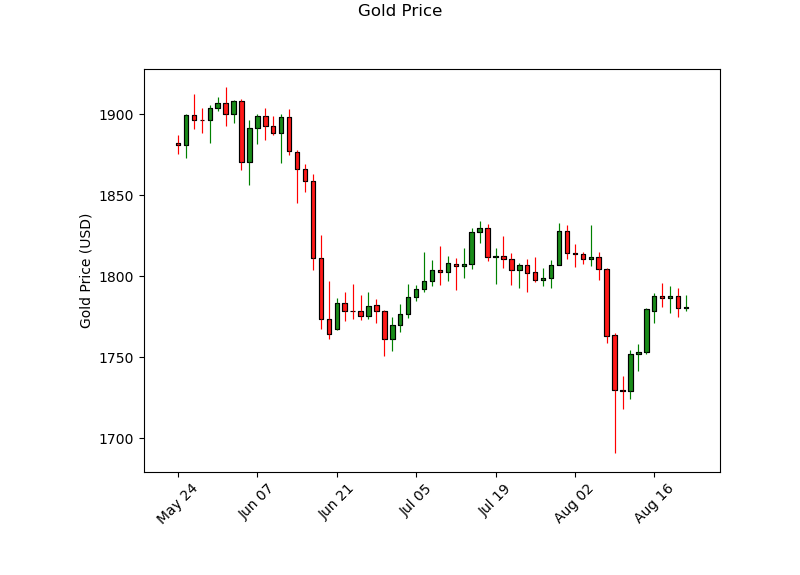 Gold Price
Gold Price (USD)
1900
1850
1800
1750
1700
May 24
Jun 07
Jun 21
Jul 05
Jul 19
Aug 02
Aug 16